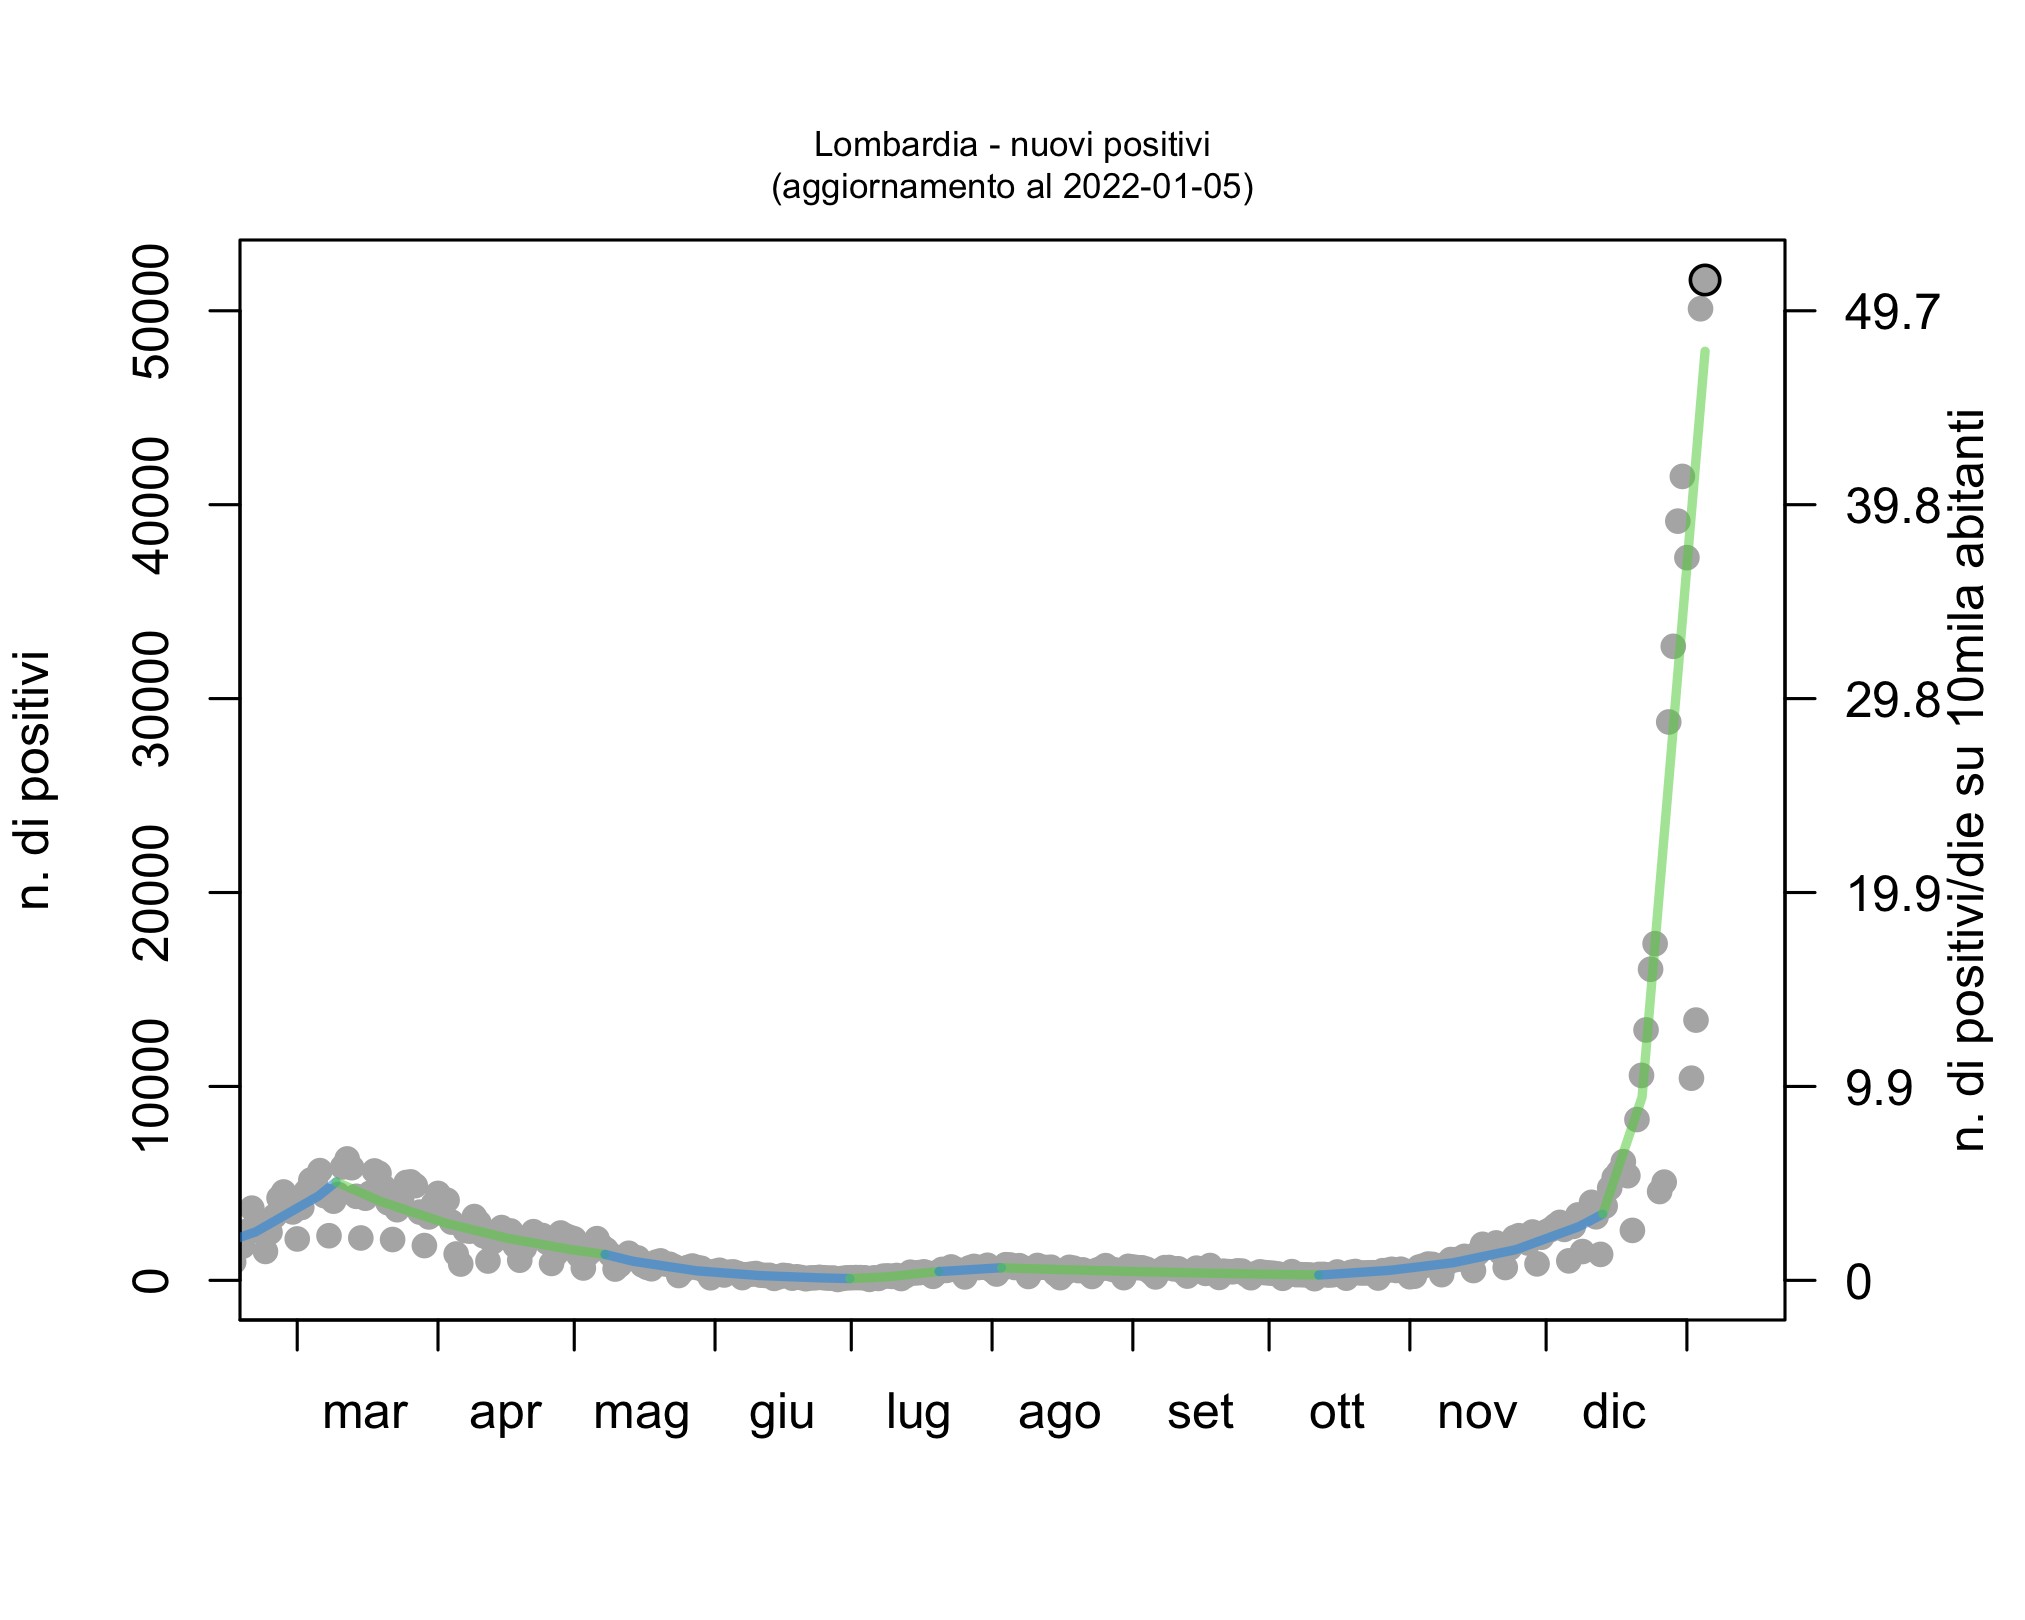 Lombardia - nuovi positivi
(aggiornamento al 2022-01-05)
n. di positivi
50000
40000
30000
20000
10000
0
49.7
39.8
29.8
19.9
9.9
0
n. di positivi/die su 10mila abitanti
mar apr mag giu lug ago set ott nov dic